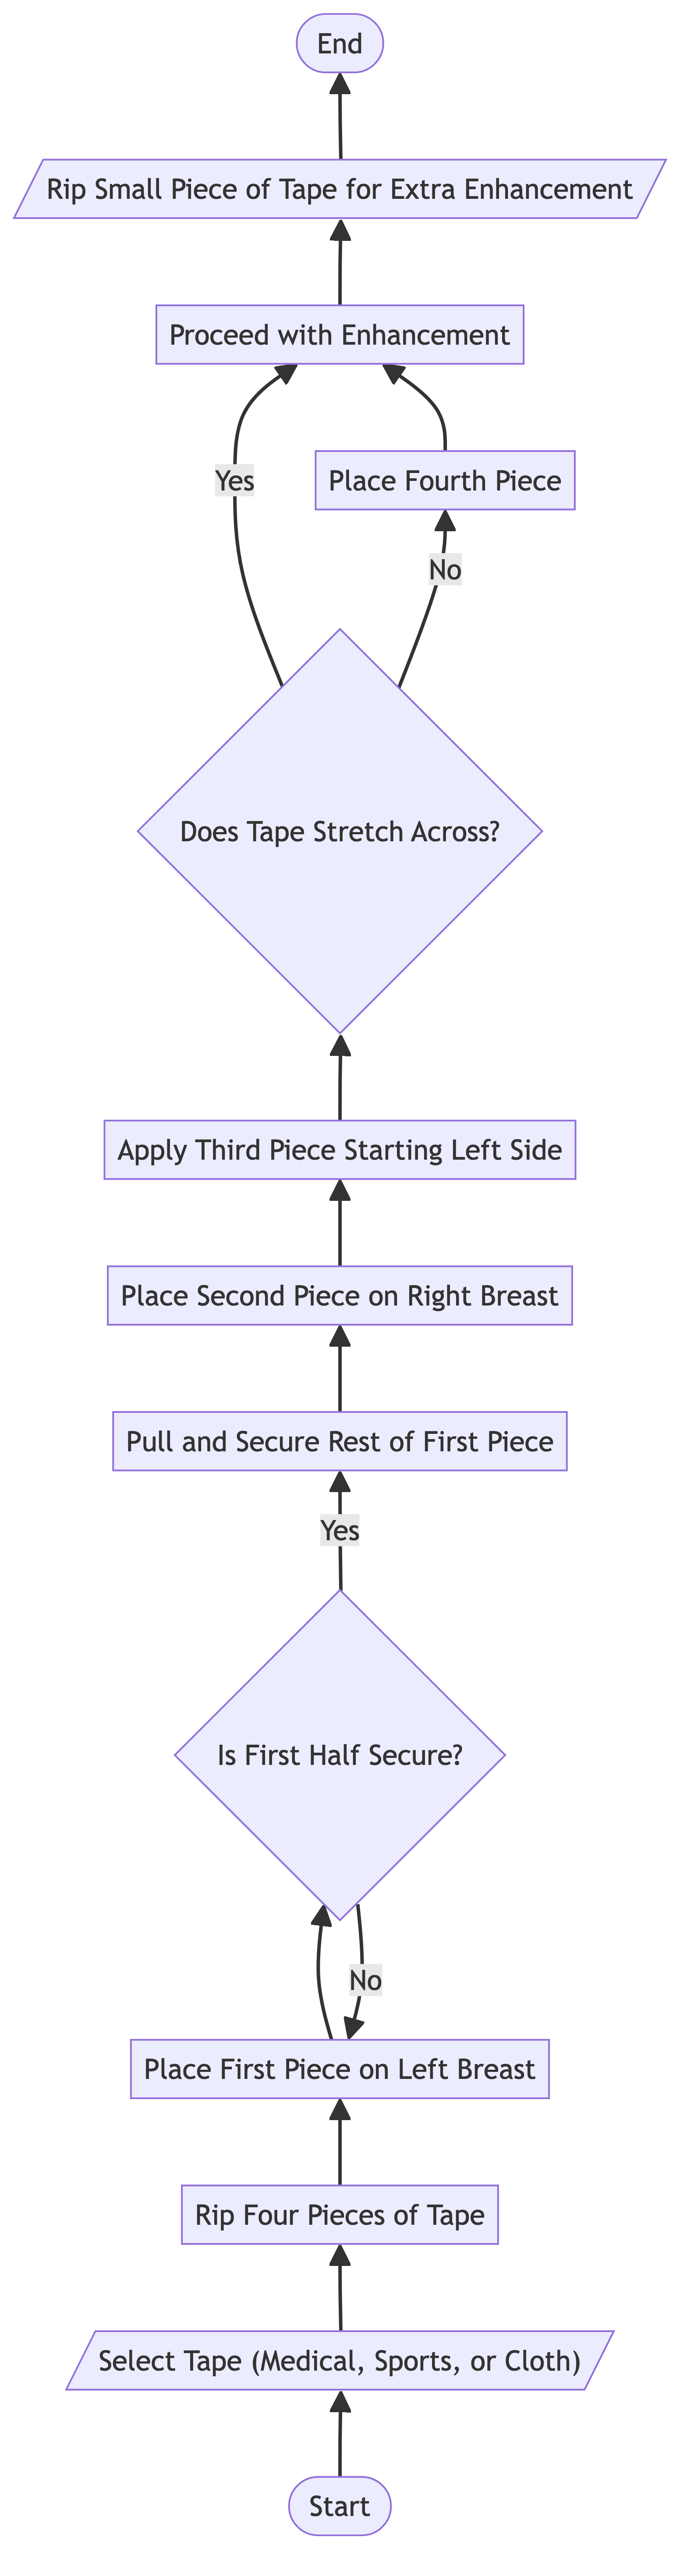 End
Rip Small Piece of Tape for Extra Enhancement
Proceed with Enhancement
Yes
Place Fourth Piece
No
Does Tape Stretch Across?
Apply Third Piece Starting Left Side
Place Second Piece on Right Breast
Pull and Secure Rest of First Piece
Yes
Is First Half Secure?
No
Place First Piece on Left Breast
Rip Four Pieces of Tape
Select Tape (Medical, Sports, or Cloth)
Start